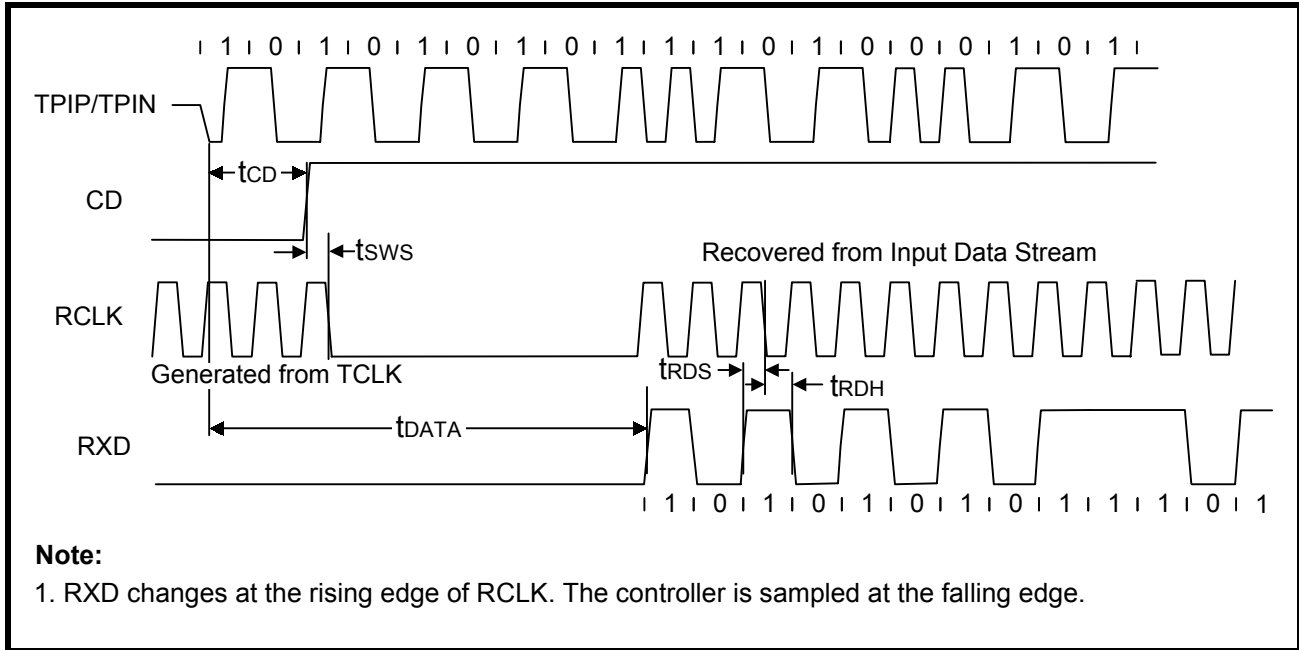 ı 1 ı 0 ı 1 ı 0 ı 1 ı 0 ı 1 ı 0 ı 1 ı 1 ı 1 ı 0 ı 1 ı 0 ı 0 ı 0 ı 1 ı 0 ı 1 ı
TPIP/TPIN
tCD
CD
tSWS
Recovered from Input Data Stream
RCLK
Generated from TCLK
tRDS
tRDH
tDATA
RXD
ı 1 ı 0 ı 1 ı 0 ı 1 ı 0 ı 1 ı 0 ı 1 ı 1 ı 1 ı 0 ı 1
Note:
1. RXD changes at the rising edge of RCLK. The controller is sampled at the falling edge.